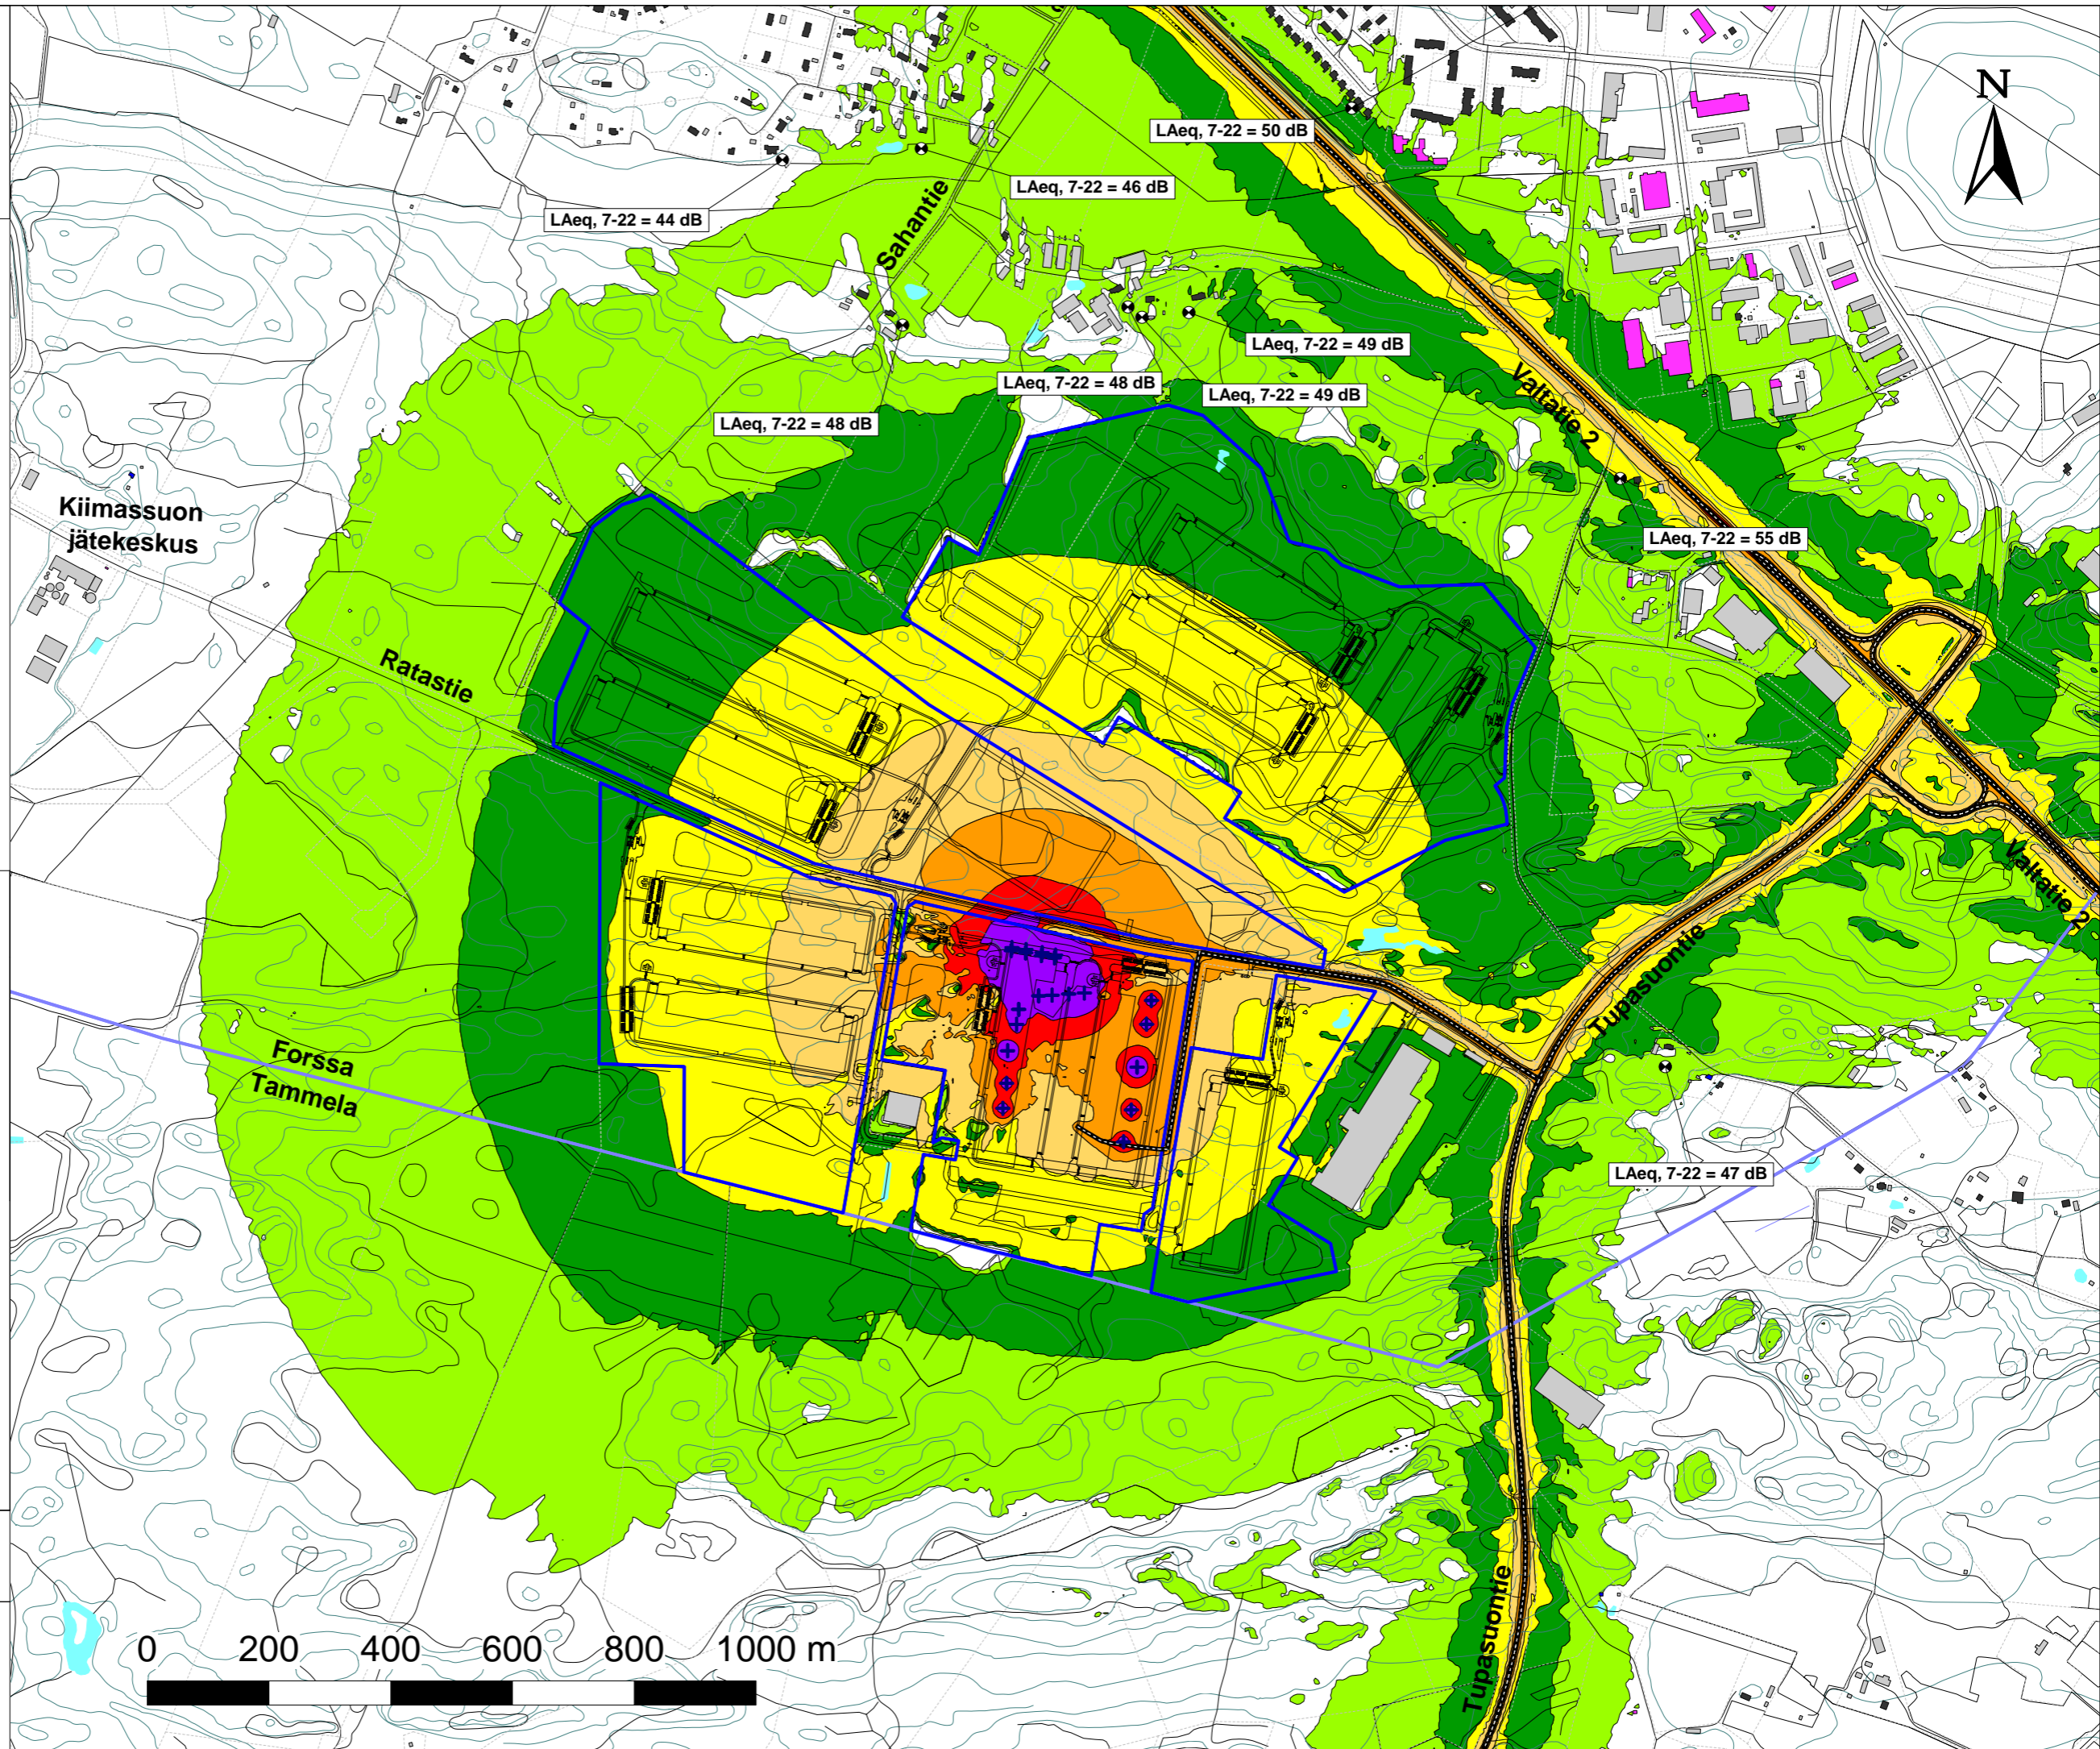 N
LAeq, 7-22 = 50 dB
LAeq, 7-22 = 46 dB
LAeq, 7-22 = 44 dB
Sahantie
LAeq, 7-22 = 49 dB
LAeq, 7-22 = 48 dB
LAeq, 7-22 = 49 dB
LAeq, 7-22 = 48 dB
Valtatie 2
Kiimassuon
jätekeskus
LAeq, 7-22 = 55 dB
Ratastie
Valtatie 2
Tupasuontie
Forssa
Tammela
LAeq, 7-22 = 47 dB
Tupasuontie
0 200 400 600 800 1000 m